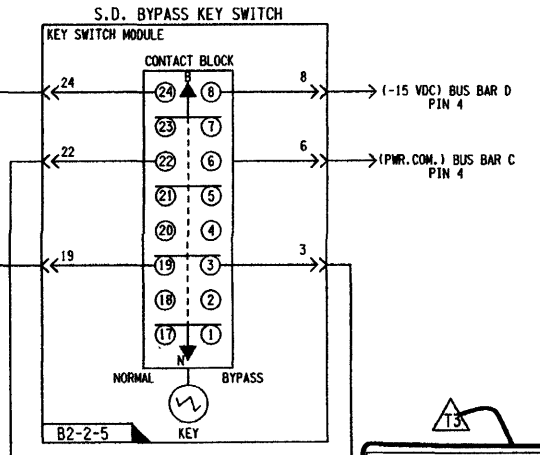 S.D. BYPASS KEY SWITCH
KEY SWITCH MODULE
CONTACT BLOCK
B
24 24 8 8 (-15 VDC) BUS BAR D
PIN 4
23 7
22 22 6 6 (PWR.COM.) BUS BAR C
PIN 4
21 5
20 4
19 19 3 3
18 2
17 1
N
NORMAL BYPASS
KEY
B2-2-5
T3